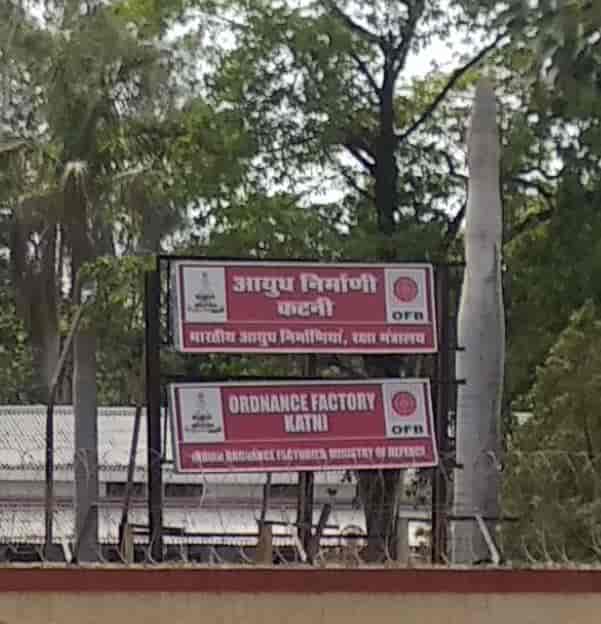 आयुध निर्माणी
कटनी
OFB
भारतीय आयुध निर्माणियां, रक्षा मंत्रालय
ORDNANCE FACTORY
KATNI
OFB
INDIAN ORDNANCE FACTORIES, MINISTRY OF DEFENCE